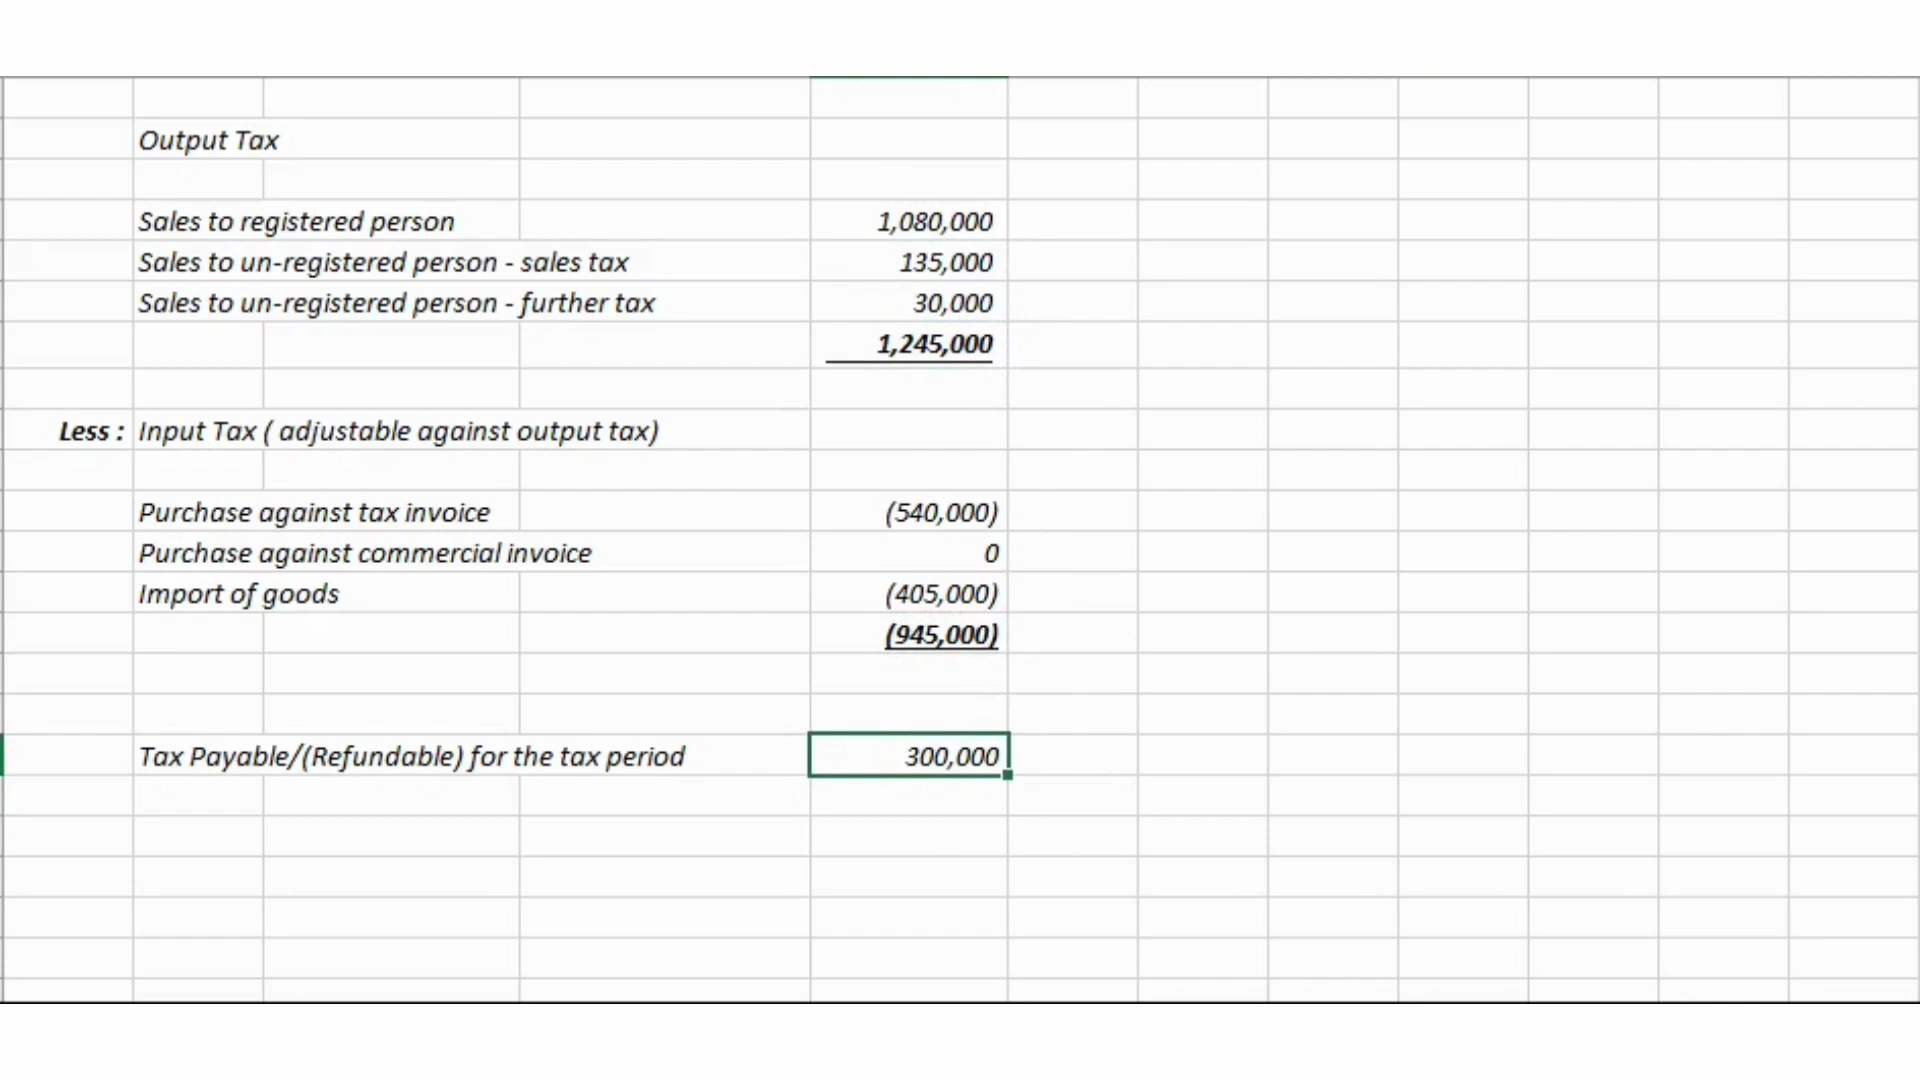 Output Tax
Sales to registered person 1,080,000
Sales to un-registered person - sales tax 135,000
Sales to un-registered person - further tax 30,000
1,245,000
Less : Input Tax ( adjustable against output tax)
Purchase against tax invoice (540,000)
Purchase against commercial invoice 0
Import of goods (405,000)
(945,000)
Tax Payable/(Refundable) for the tax period 300,000